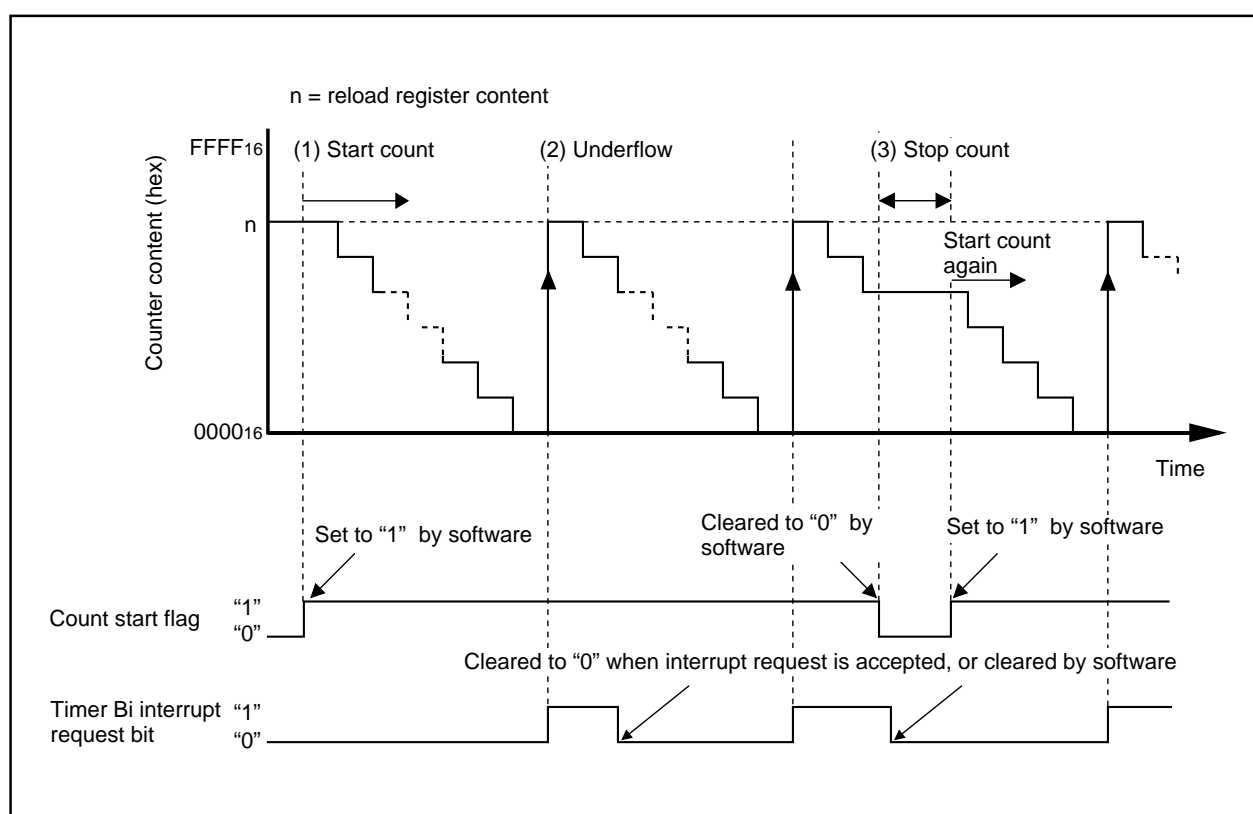 n = reload register content
FFFF16
(1) Start count
(2) Underflow
(3) Stop count
n
Start count
again
Counter content (hex)
000016
Time
Set to “1” by software
Cleared to “0” by
software
Set to “1” by software
Count start flag
“1”
“0”
Cleared to “0” when interrupt request is accepted, or cleared by software
Timer Bi interrupt
request bit
“1”
“0”